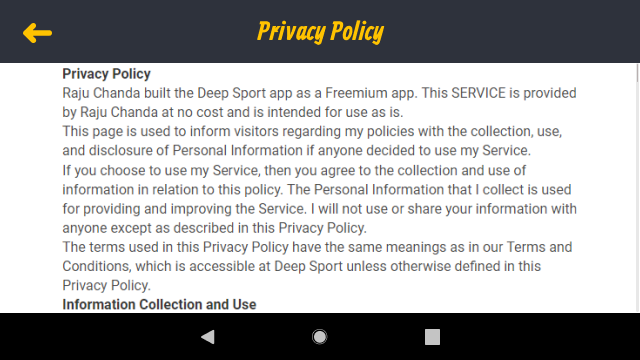 Privacy Policy
Privacy Policy
Raju Chanda built the Deep Sport app as a Freemium app. This SERVICE is provided
by Raju Chanda at no cost and is intended for use as is.
This page is used to inform visitors regarding my policies with the collection, use,
and disclosure of Personal Information if anyone decided to use my Service.
If you choose to use my Service, then you agree to the collection and use of
information in relation to this policy. The Personal Information that I collect is used
for providing and improving the Service. I will not use or share your information with
anyone except as described in this Privacy Policy.
The terms used in this Privacy Policy have the same meanings as in our Terms and
Conditions, which is accessible at Deep Sport unless otherwise defined in this
Privacy Policy.
Information Collection and Use